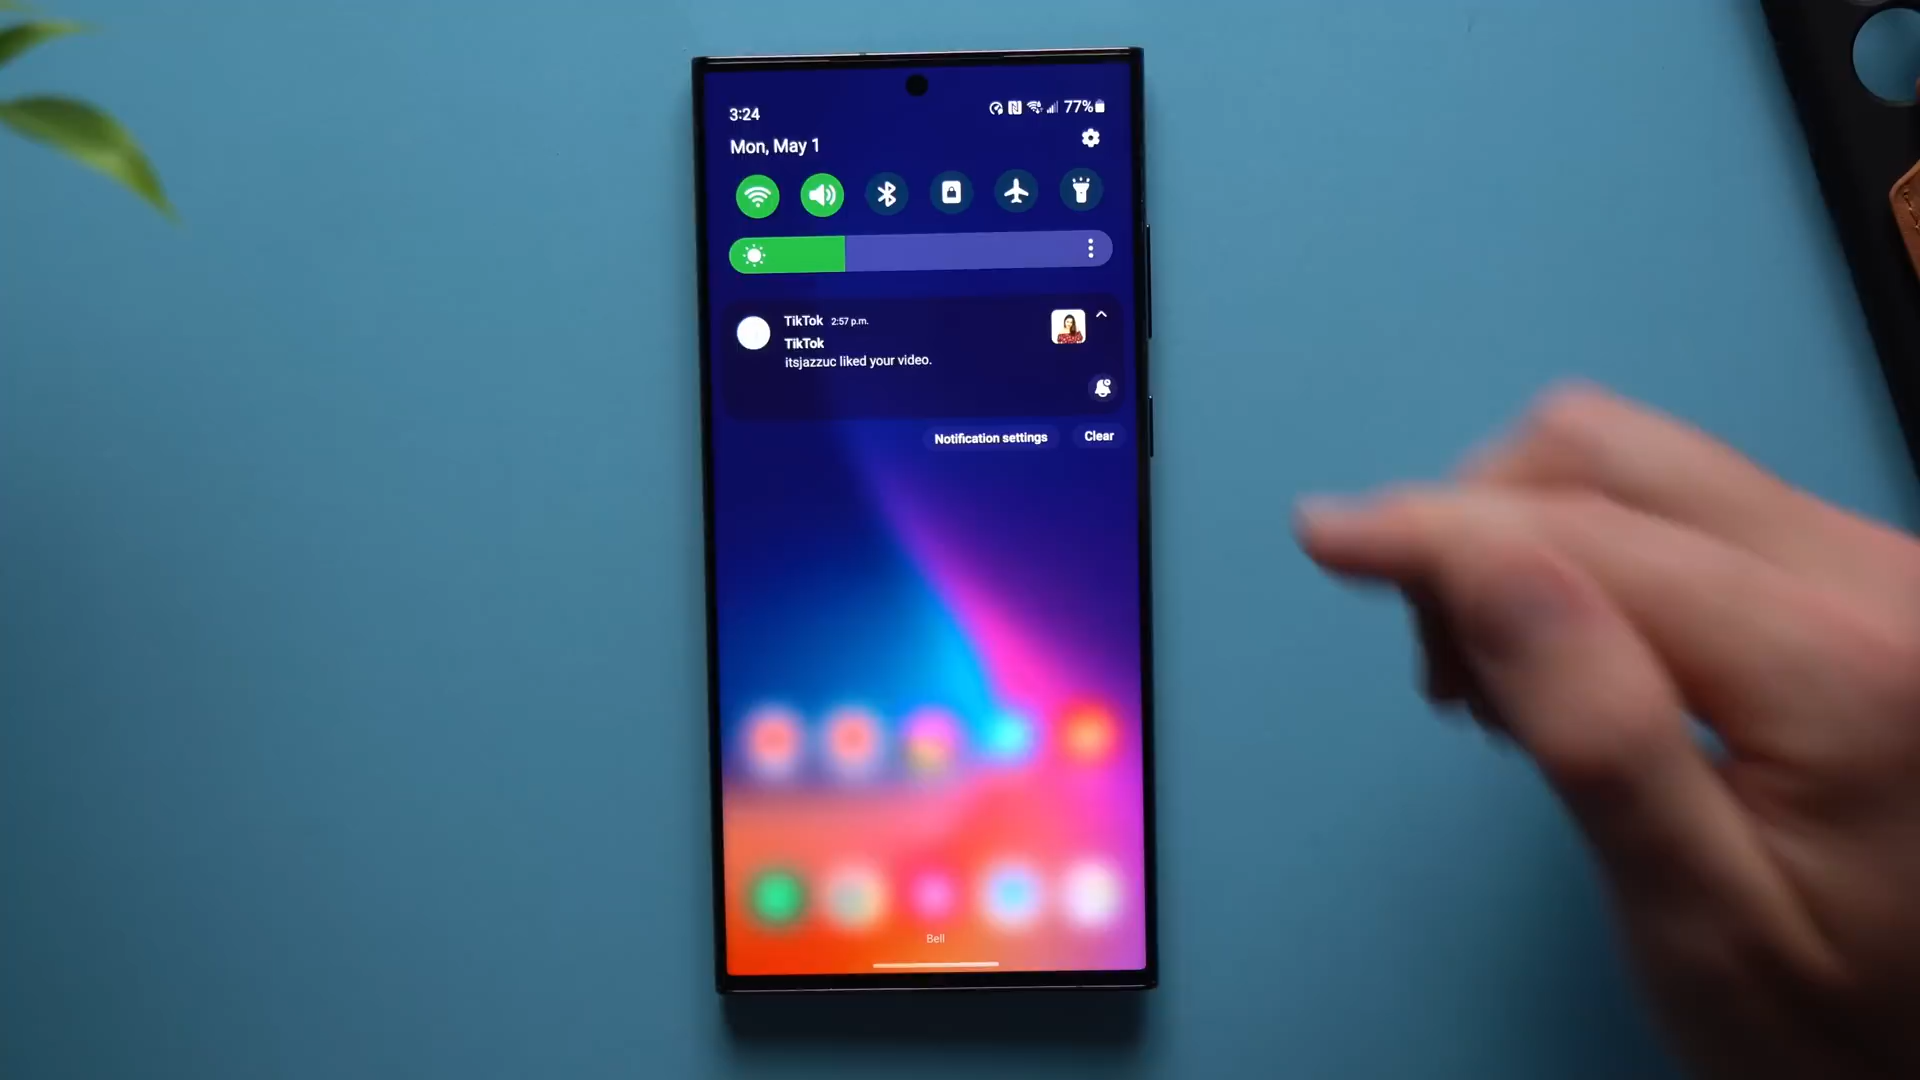 3:24
77%
Mon, May 1
TikTok 2:57 p.m.
TikTok
itsjazzuc liked your video.
Notification settings
Clear
Bell